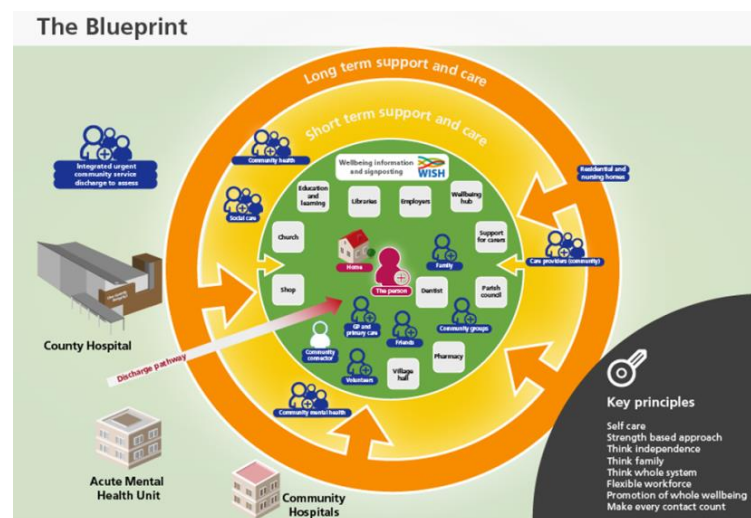 The Blueprint
Long term support and care
Short term support and care
Integrated urgent
community service
discharge to assess
Community health
Wellbeing information
and signposting
WISH
Residential and
nursing homes
Education
and
learning
Libraries
Employers
Wellbeing
hub
Social care
Church
Support
for carers
Home
Family
Care providers (community)
The person
Shop
Dentist
Parish
council
County Hospital
GP and
primary care
Friends
Community groups
Discharge pathway
Community
connector
Volunteers
Village
hall
Pharmacy
Community mental health
Acute Mental
Health Unit
Community
Hospitals
Key principles
Self care
Strength based approach
Think independence
Think family
Think whole system
Flexible workforce
Promotion of whole wellbeing
Make every contact count